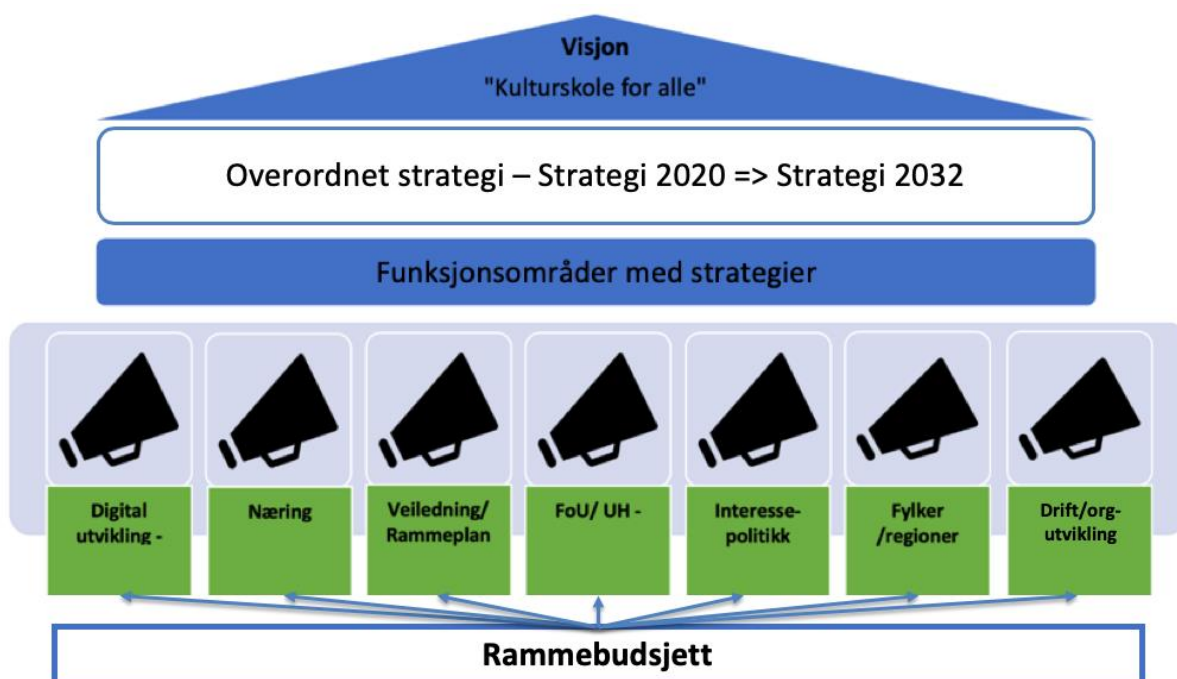 Visjon
"Kulturskole for alle"
Overordnet strategi – Strategi 2020 => Strategi 2032
Funksjonsområder med strategier
Digital
utvikling -
Næring
Veiledning/
Rammeplan
FoU/ UH -
Interesse-
politikk
Fylker
/regioner
Drift/org-
utvikling
Rammebudsjett